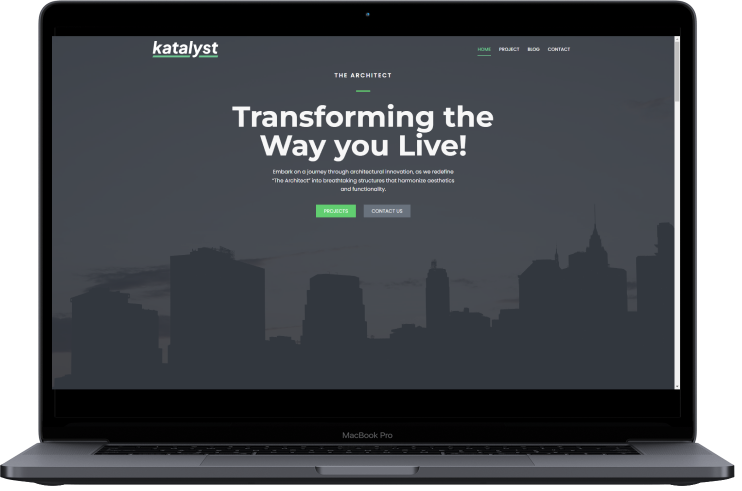 katalyst
HOME PROJECT BLOG CONTACT
THE ARCHITECT
Transforming the
Way you Live!
Embark on a journey through architectural innovation, as we redefine
"The Architect" into breathtaking structures that harmonize aesthetics
and functionality.
PROJECTS CONTACT US
MacBook Pro